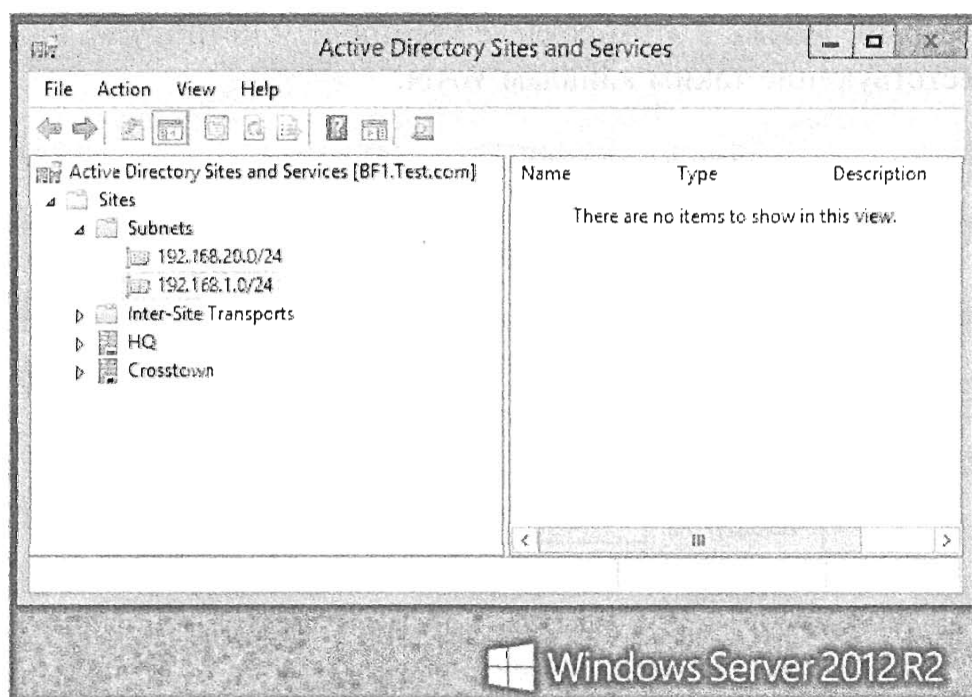 Active Directory Sites and Services
File Action View Help
Active Directory Sites and Services [BF1.Test.com]
Sites
Subnets
192.168.20.0/24
192.168.1.0/24
Inter-Site Transports
HQ
Crosstown
Name Type Description
There are no items to show in this view.
Windows Server 2012 R2